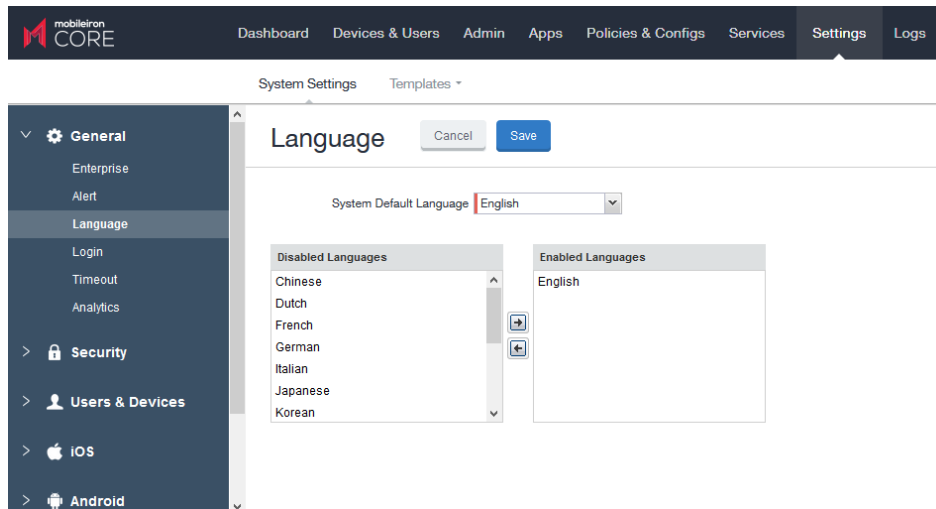 mobileiron
CORE
Dashboard Devices & Users Admin Apps Policies & Configs Services Settings Logs
System Settings Templates
General
Enterprise
Alert
Language
Login
Timeout
Analytics
Security
Users & Devices
iOS
Android
Language Cancel Save
System Default Language English
Disabled Languages
Chinese
Dutch
French
German
Italian
Japanese
Korean
Enabled Languages
English